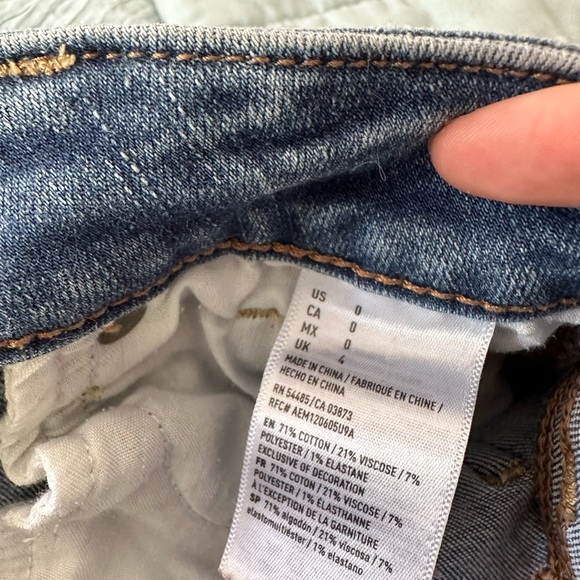 US 0
CA 0
MX 0
UK 4
MADE IN CHINA / FABRIQUÉ EN CHINE /
HECHO EN CHINA
RN 54485/CA 03873
RFC# AEM120605U9A
EN 71% COTTON / 21% VISCOSE / 7%
POLYESTER / 1% ELASTANE
EXCLUSIVE OF DECORATION
FR 71% COTON / 21% VISCOSE / 7%
POLYESTER / 1% ÉLASTHANNE
À L'EXCEPTION DE LA GARNITURE
SP 71% algodón / 21% viscosa / 7%
elastomultiéster / 1% elastano